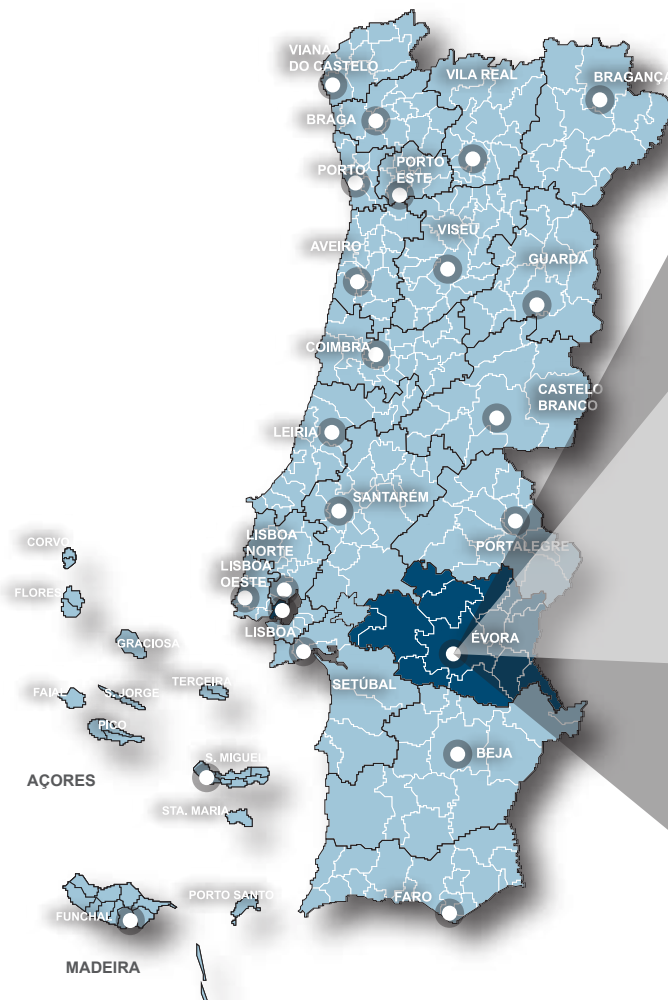 VIANA
DO CASTELO
VILA REAL
BRAGANÇA
BRAGA
PORTO
PORTO
ESTE
AVEIRO
VISEU
GUARDA
COIMBRA
CASTELO
BRANCO
LEIRIA
SANTARÉM
LISBOA
NORTE
PORTALEGRE
LISBOA
OESTE
LISBOA
ÉVORA
SETÚBAL
BEJA
FARO
CORVO
FLORES
GRACIOSA
TERCEIRA
FAIAL
S. JORGE
PICO
S. MIGUEL
AÇORES
STA. MARIA
PORTO SANTO
FUNCHAL
MADEIRA